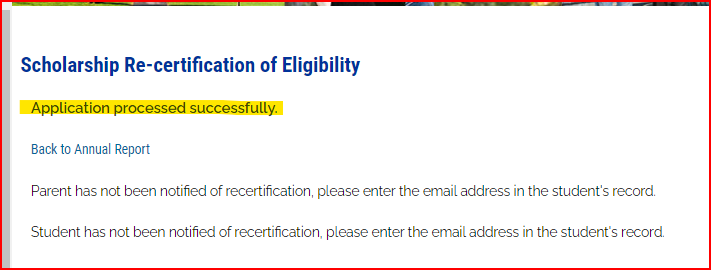 Scholarship Re-certification of Eligibility
Application processed successfully.
Back to Annual Report
Parent has not been notified of recertification, please enter the email address in the student's record.
Student has not been notified of recertification, please enter the email address in the student's record.